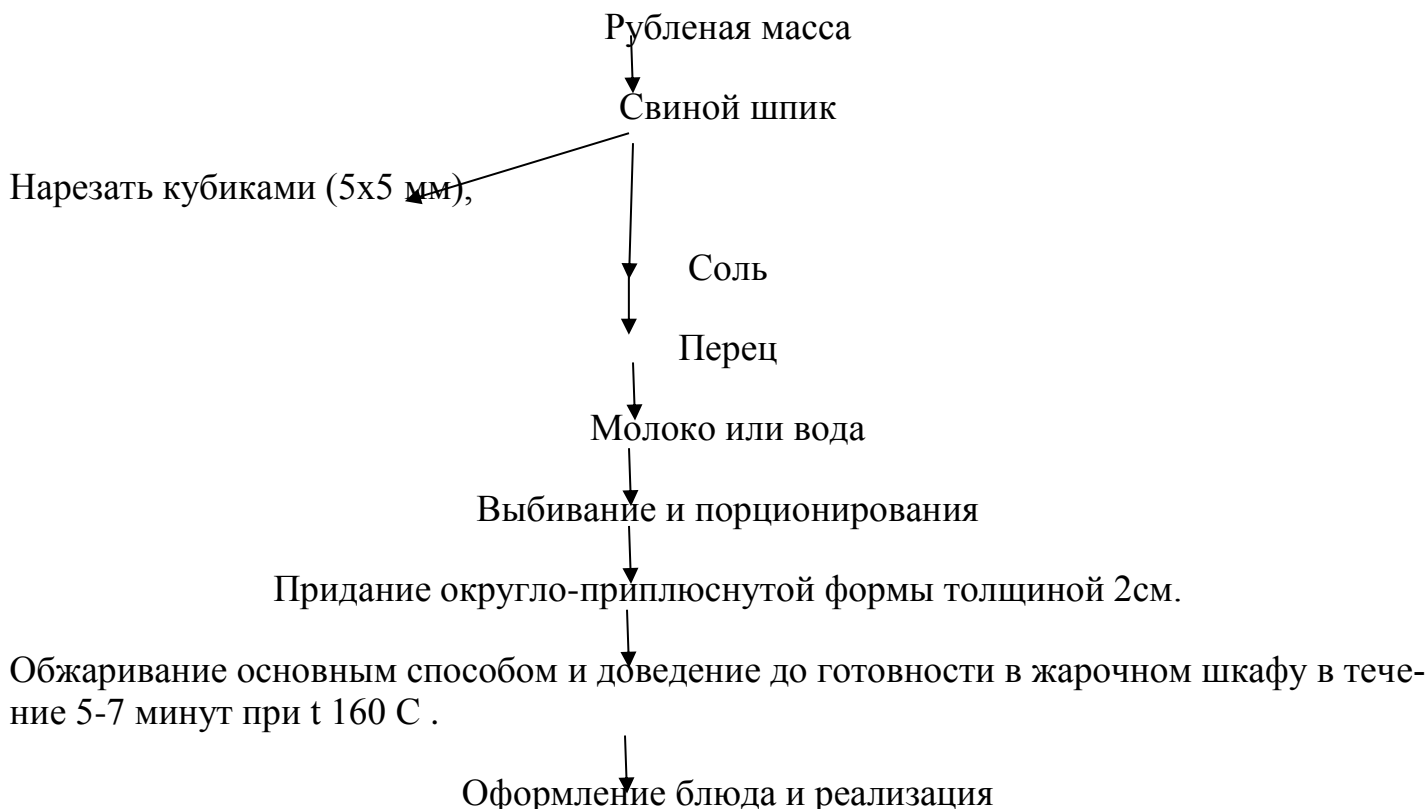 Рубленая масса
Свиной шпик
Нарезать кубиками (5х5 мм),
Соль
Перец
Молоко или вода
Выбивание и порционирования
Придание округло-приплюснутой формы толщиной 2см.
Обжаривание основным способом и доведение до готовности в жарочном шкафу в тече-
ние 5-7 минут при t 160 С .
Оформление блюда и реализация